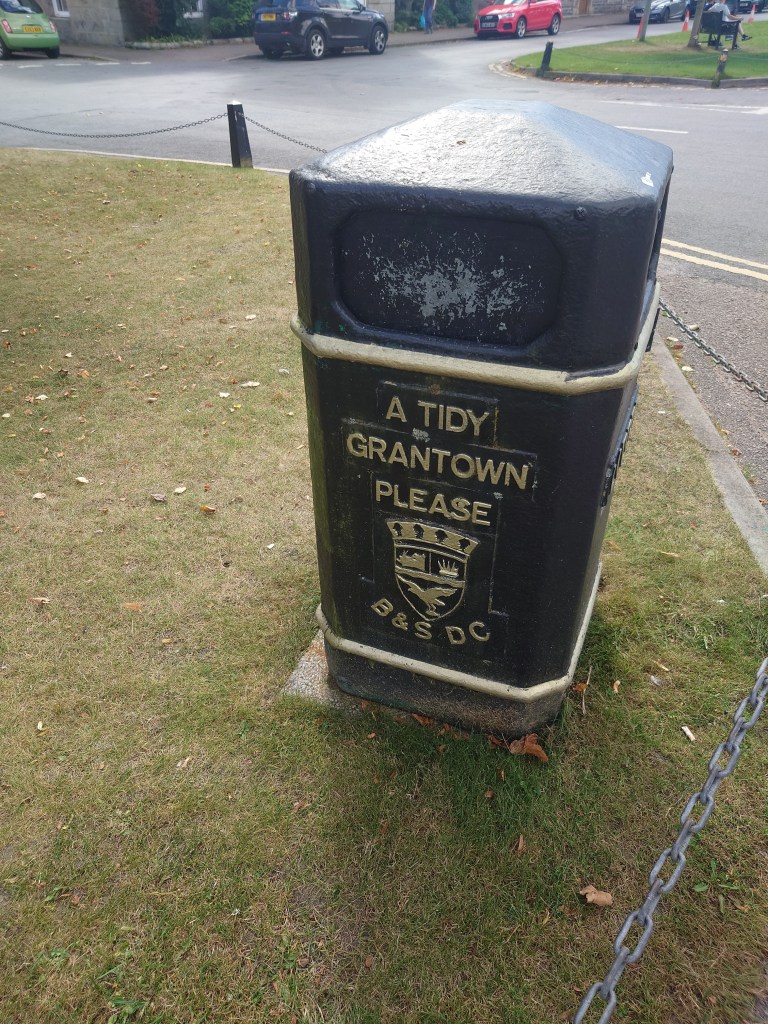 A TIDY
GRANTOWN
PLEASE
B & S DC